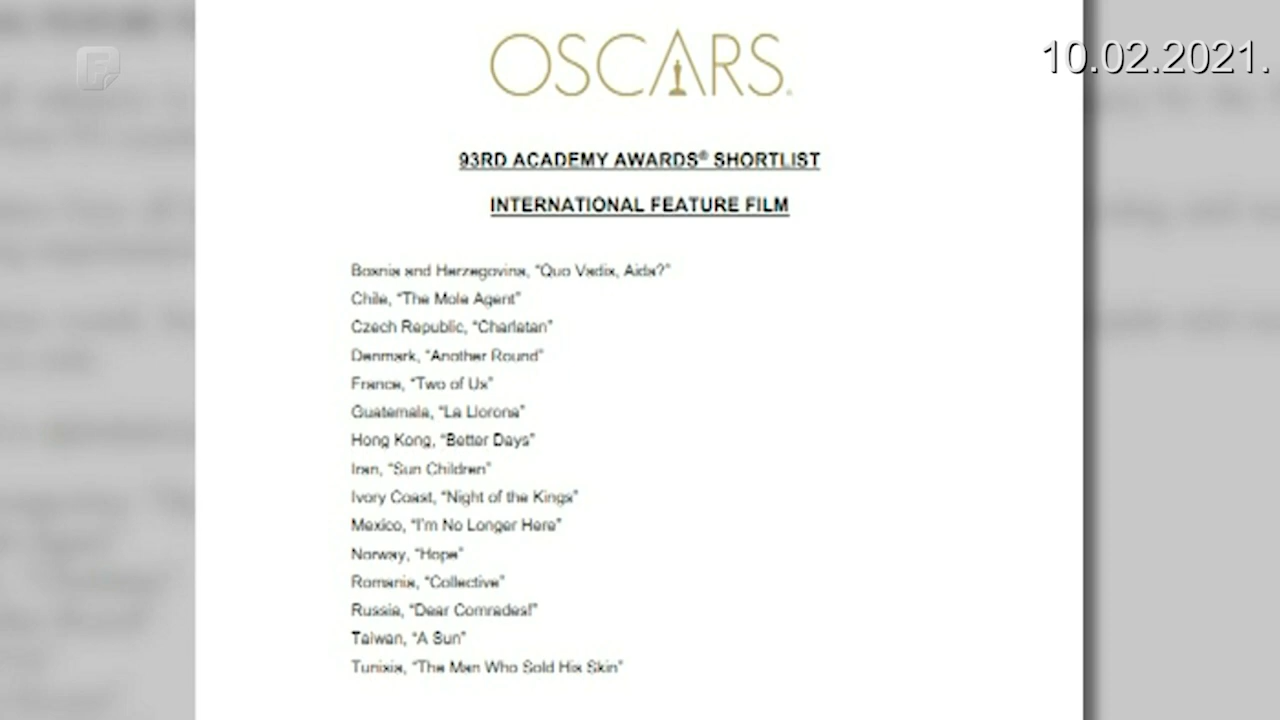 OSCARS.
10.02.2021.
93RD ACADEMY AWARDS® SHORTLIST
INTERNATIONAL FEATURE FILM
Bosnia and Herzegovina, “Quo Vadis, Aida?”
Chile, “The Mole Agent”
Czech Republic, “Charlatan”
Denmark, “Another Round”
France, “Two of Us”
Guatemala, “La Llorona”
Hong Kong, “Better Days”
Iran, “Sun Children”
Ivory Coast, “Night of the Kings”
Mexico, “I’m No Longer Here”
Norway, “Hope”
Romania, “Collective”
Russia, “Dear Comrades!”
Taiwan, “A Sun”
Tunisia, “The Man Who Sold His Skin”